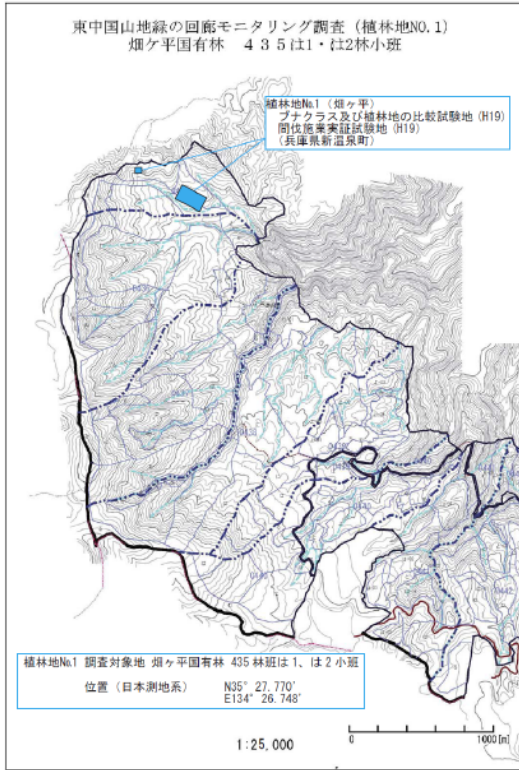 東中国山地緑の回廊モニタリング調査（植林地NO.1）
畑ケ平国有林　４３５は1・は2林小班
植林地No.1（畑ヶ平）
ブナクラス及び植林地の比較試験地(H19)
間伐施業実証試験地(H19)
(兵庫県新温泉町)
植林地No.1 調査対象地 畑ヶ平国有林 435 林班は 1、は 2 小班
位置（日本測地系）　N35° 27.770'
E134° 26.748'
1:25,000
0　1000[m]